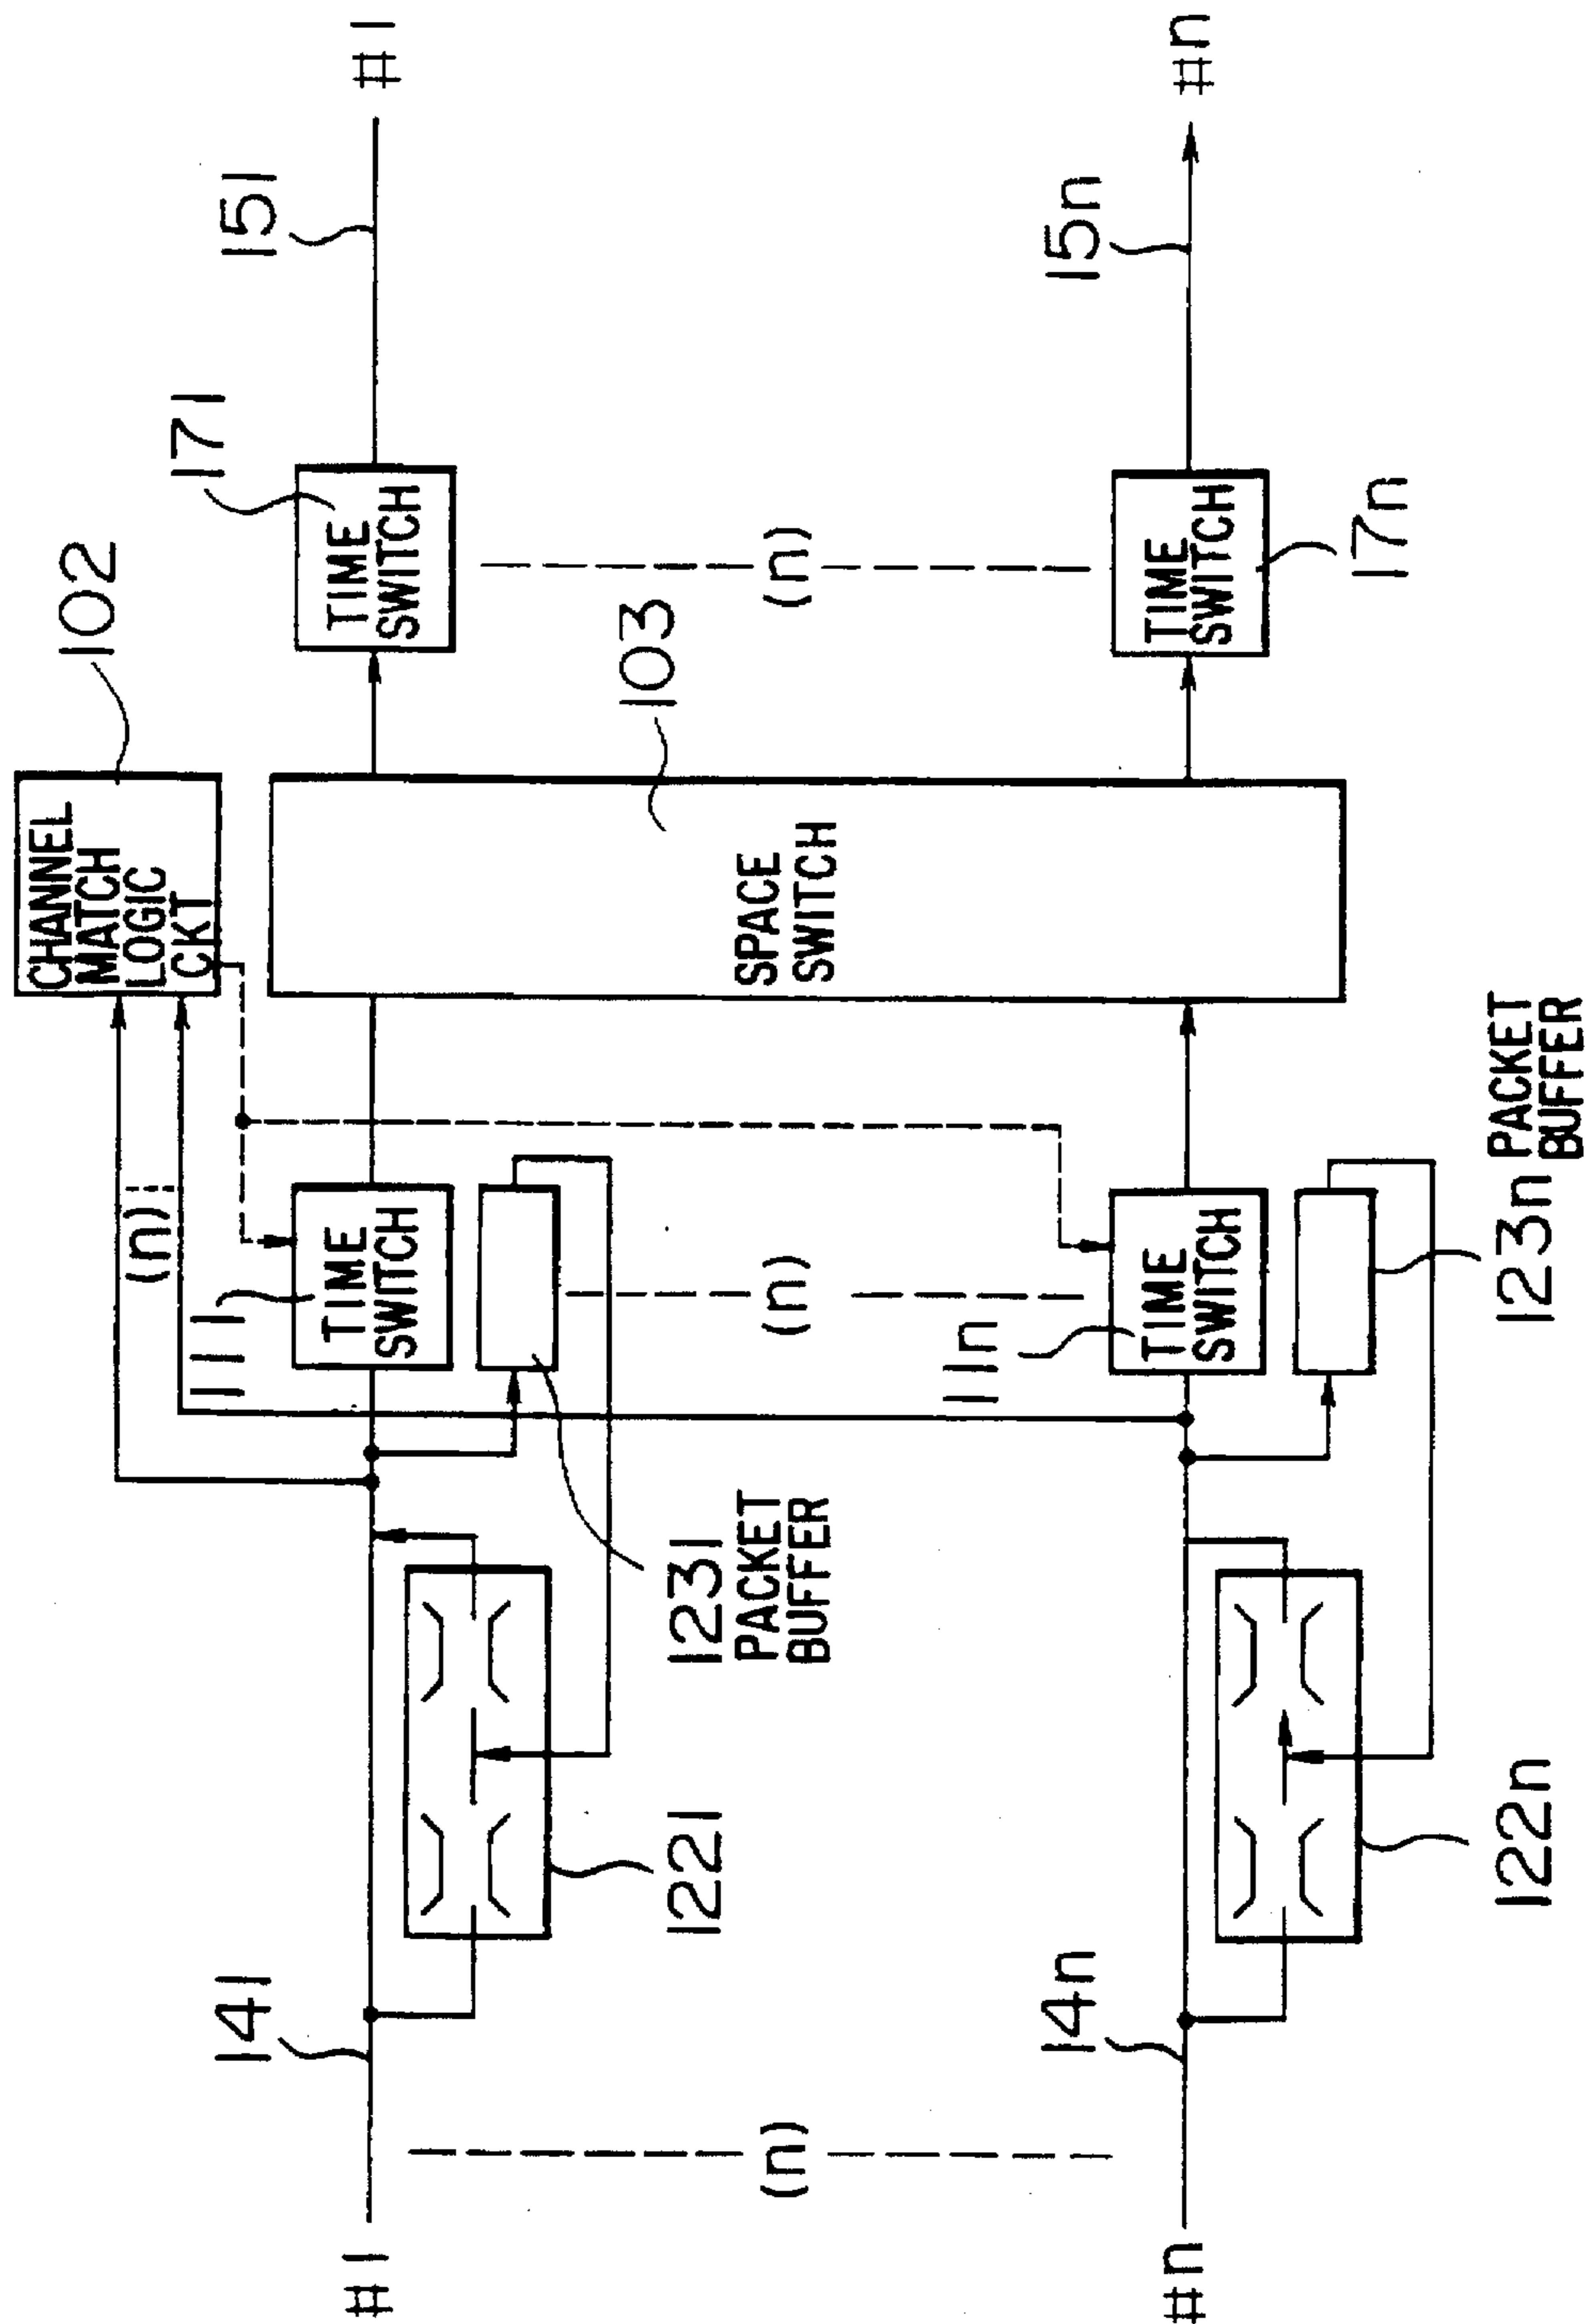 #1
141
1221
1231
PACKET
BUFFER
111
TIME
SWITCH
(n)
CHANNEL
MATCH
LOGIC
CKT
102
103
SPACE
SWITCH
171
TIME
SWITCH
151
#1
(n)
(n)
(n)
#n
14n
122n
123n
PACKET
BUFFER
11n
TIME
SWITCH
TIME
SWITCH
17n
15n
#n